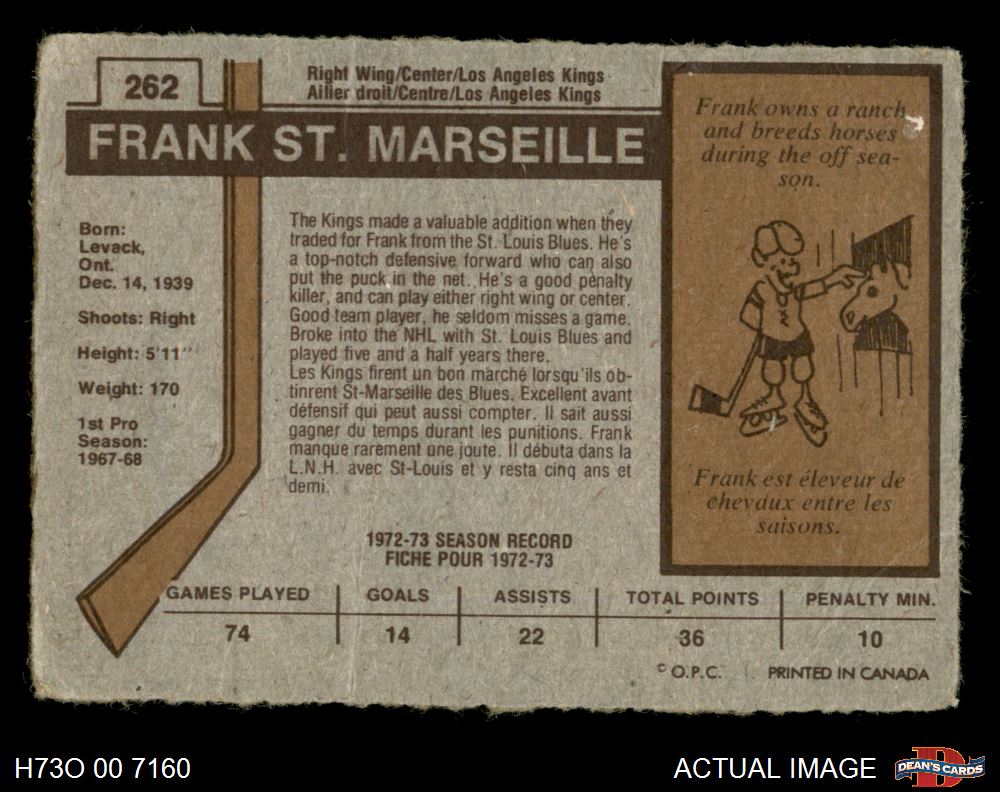 262
Right Wing/Center/Los Angeles Kings
Ailier droit/Centre/Los Angeles Kings
FRANK ST. MARSEILLE
Born:
Levack,
Ont.
Dec. 14, 1939
Shoots: Right
Height: 5'11''
Weight: 170
1st Pro
Season:
1967-68
The Kings made a valuable addition when they
traded for Frank from the St. Louis Blues. He's
a top-notch defensive forward who can also
put the puck in the net. He's a good penalty
killer, and can play either right wing or center.
Good team player, he seldom misses a game.
Broke into the NHL with St. Louis Blues and
played five and a half years there.
Les Kings firent un bon marché lorsqu'ils ob-
tinrent St-Marseille des Blues. Excellent avant
défensif qui peut aussi compter. Il sait aussi
gagner du temps durant les punitions. Frank
manque rarement une joute. Il débuta dans la
L.N.H. avec St-Louis et y resta cinq ans et
demi.
Frank owns a ranch
and breeds horses
during the off sea-
son.
Frank est éleveur de
chevaux entre les
saisons.
1972-73 SEASON RECORD
FICHE POUR 1972-73
GAMES PLAYED GOALS ASSISTS TOTAL POINTS PENALTY MIN.
74 14 22 36 10
© O.P.C. PRINTED IN CANADA
H73O 00 7160 ACTUAL IMAGE DEAN'S CARDS